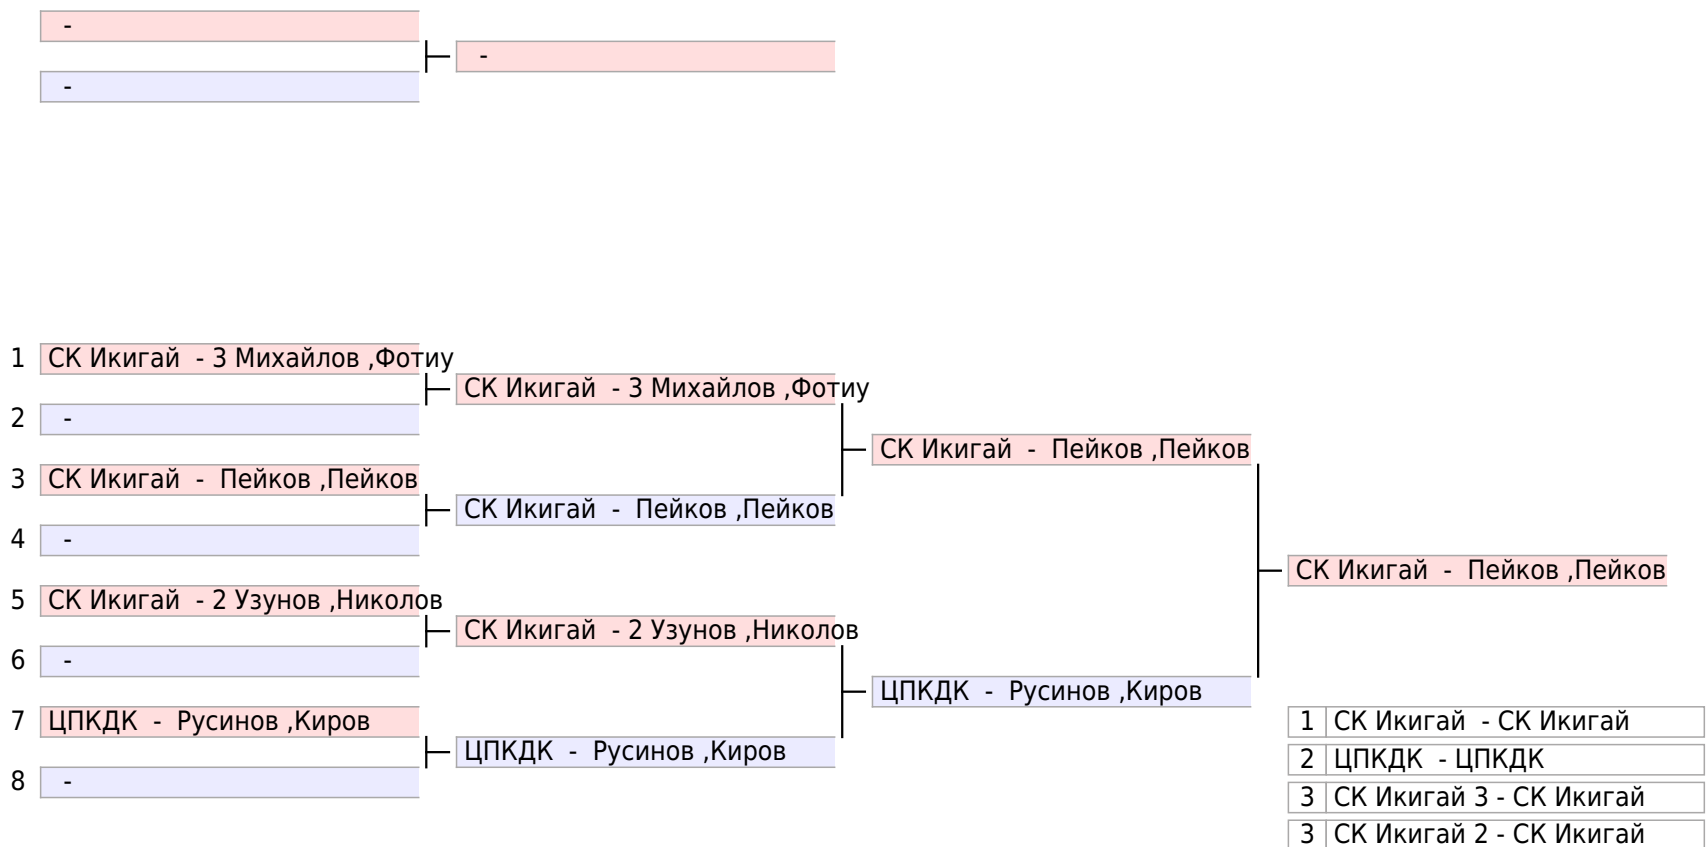 -
-
-
1 СК Икигай - 3 Михайлов ,Фотиу
СК Икигай - 3 Михайлов ,Фотиу
2 -
СК Икигай - Пейков ,Пейков
3 СК Икигай - Пейков ,Пейков
СК Икигай - Пейков ,Пейков
4 -
СК Икигай - Пейков ,Пейков
5 СК Икигай - 2 Узунов ,Николов
СК Икигай - 2 Узунов ,Николов
6 -
ЦПКДК - Русинов ,Киров
7 ЦПКДК - Русинов ,Киров
ЦПКДК - Русинов ,Киров
8 -
1 СК Икигай - СК Икигай
2 ЦПКДК - ЦПКДК
3 СК Икигай 3 - СК Икигай
3 СК Икигай 2 - СК Икигай